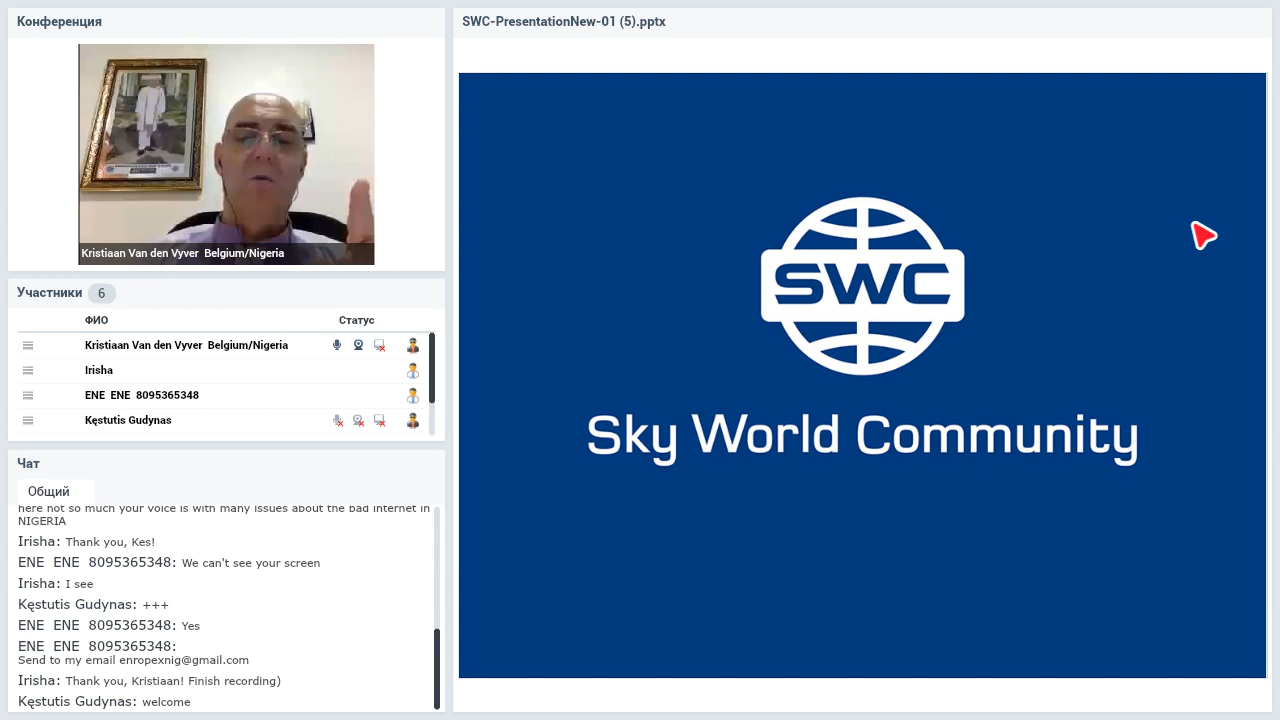 Конференция
Kristiaan Van den Vyver Belgium/Nigeria
Участники 6
ФИО Статус
Kristiaan Van den Vyver Belgium/Nigeria
Irisha
ENE ENE 8095365348
Kęstutis Gudynas
Чат
Общий
here not so much your voice is with many issues about the bad internet in
NIGERIA
Irisha: Thank you, Kes!
ENE ENE 8095365348: We can't see your screen
Irisha: I see
Kęstutis Gudynas: +++
ENE ENE 8095365348: Yes
ENE ENE 8095365348:
Send to my email enropexnig@gmail.com
Irisha: Thank you, Kristiaan! Finish recording)
Kęstutis Gudynas: welcome
SWC-PresentationNew-01 (5).pptx
SWC
Sky World Community